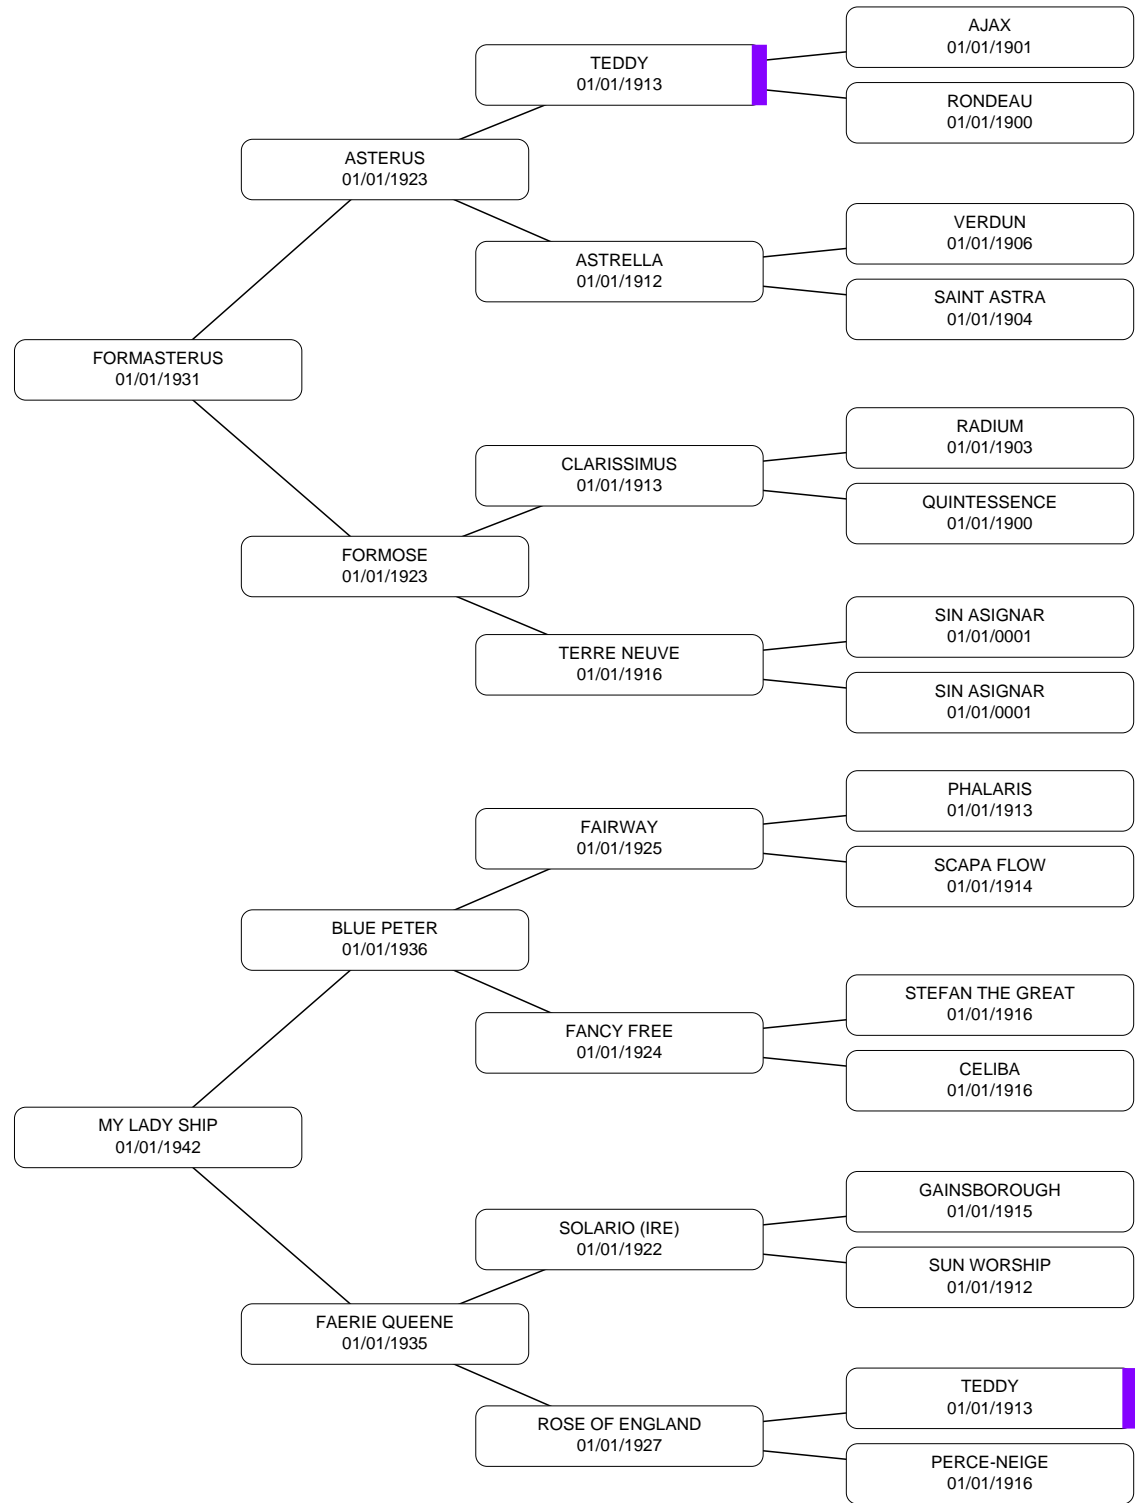 AJAX
01/01/1901
TEDDY
01/01/1913
RONDEAU
01/01/1900
ASTERUS
01/01/1923
VERDUN
01/01/1906
ASTRELLA
01/01/1912
SAINT ASTRA
01/01/1904
FORMASTERUS
01/01/1931
RADIUM
01/01/1903
CLARISSIMUS
01/01/1913
QUINTESSENCE
01/01/1900
FORMOSE
01/01/1923
SIN ASIGNAR
01/01/0001
TERRE NEUVE
01/01/1916
SIN ASIGNAR
01/01/0001
PHALARIS
01/01/1913
FAIRWAY
01/01/1925
SCAPA FLOW
01/01/1914
BLUE PETER
01/01/1936
STEFAN THE GREAT
01/01/1916
FANCY FREE
01/01/1924
CELIBA
01/01/1916
MY LADY SHIP
01/01/1942
GAINSBOROUGH
01/01/1915
SOLARIO (IRE)
01/01/1922
SUN WORSHIP
01/01/1912
FAERIE QUEENE
01/01/1935
TEDDY
01/01/1913
ROSE OF ENGLAND
01/01/1927
PERCE-NEIGE
01/01/1916